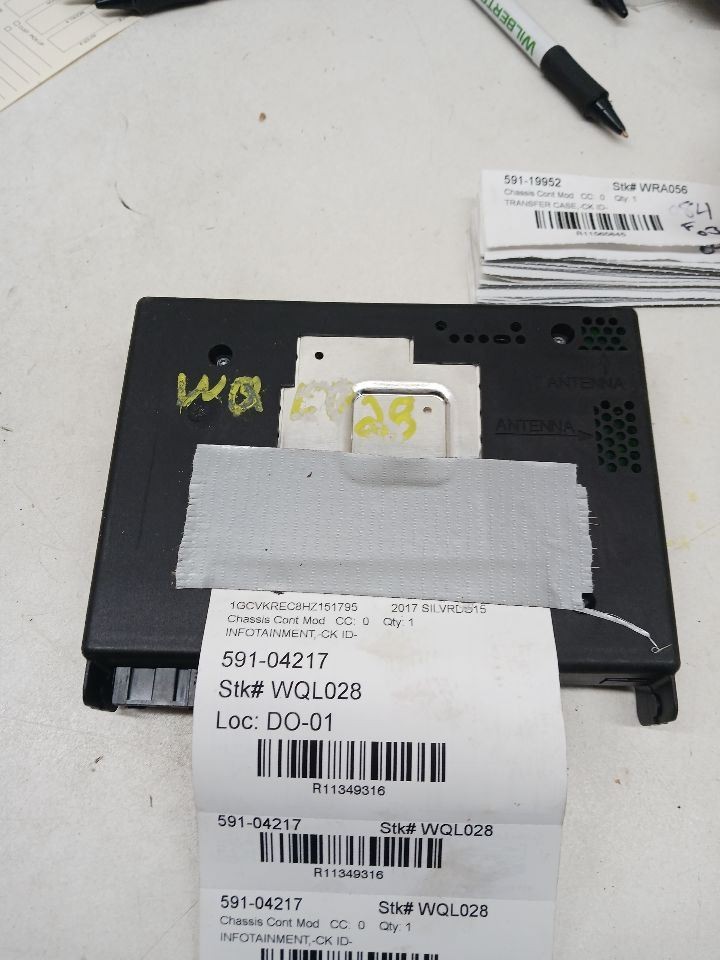 WILBERT
591-19952 Stk# WRA056
Chassis Cont Mod CC: 0 Qty: 1
TRANSFER CASE,-CK ID-
R11565645
ANTENNA
ANTENNA
WQ 28
1GCVKREC8HZ151795 2017 SILVRDO15
Chassis Cont Mod CC: 0 Qty: 1
INFOTAINMENT,-CK ID-
591-04217
Stk# WQL028
Loc: DO-01
R11349316
591-04217 Stk# WQL028
R11349316
591-04217 Stk# WQL028
Chassis Cont Mod CC: 0 Qty: 1
INFOTAINMENT,-CK ID-